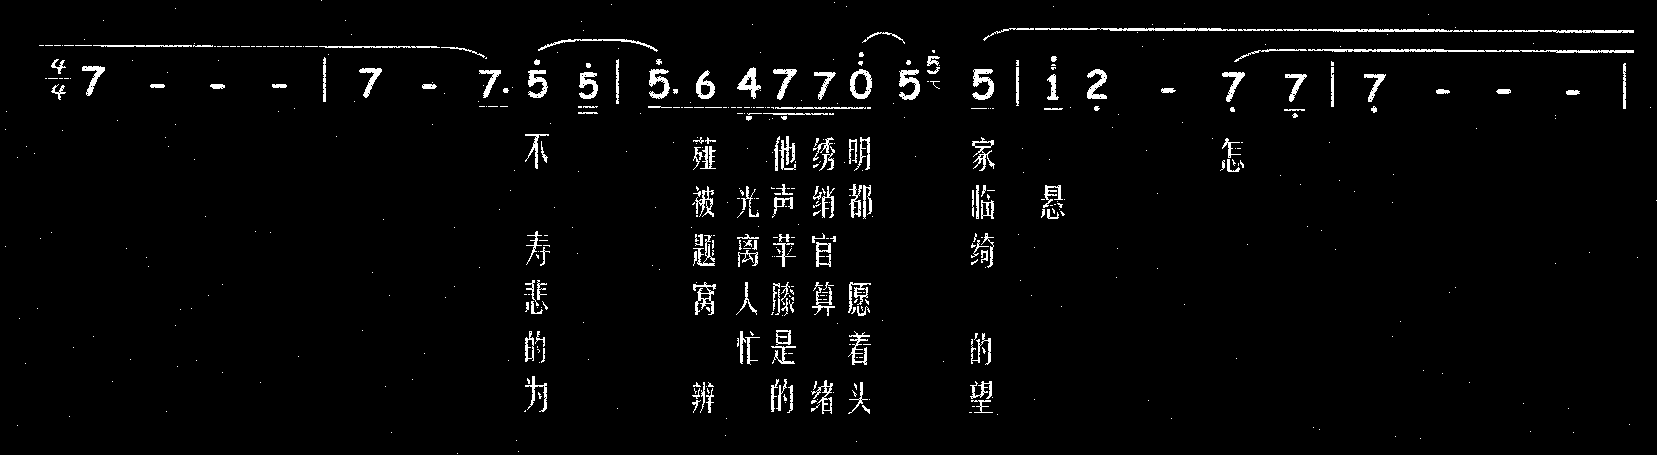 4/4 7 - - - | 7 - 7. 5 5 | 5. 6 4 7 7 0 5 5 5 | 1 2 - 7 7 | 7 - - - |
不 薤 他 绣 明 家 怎
被 光 声 绡 都 临 悬
寿 题 离 苹 官 绮
悲 窝 人 膝 算 愿
的 忙 是 着 的
为 辨 的 绪 头 望